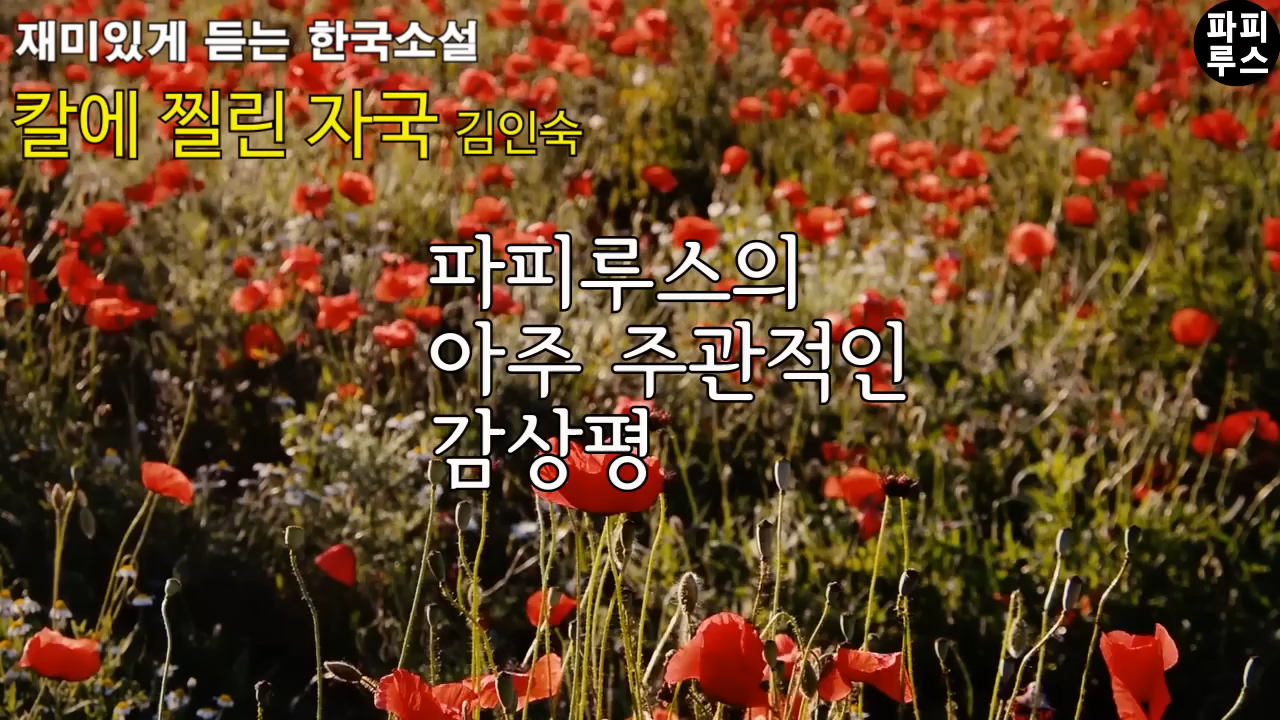 재미있게 듣는 한국소설
칼에 찔린 자국 김인숙
파피
루스
파피루스의
아주 주관적인
감상평